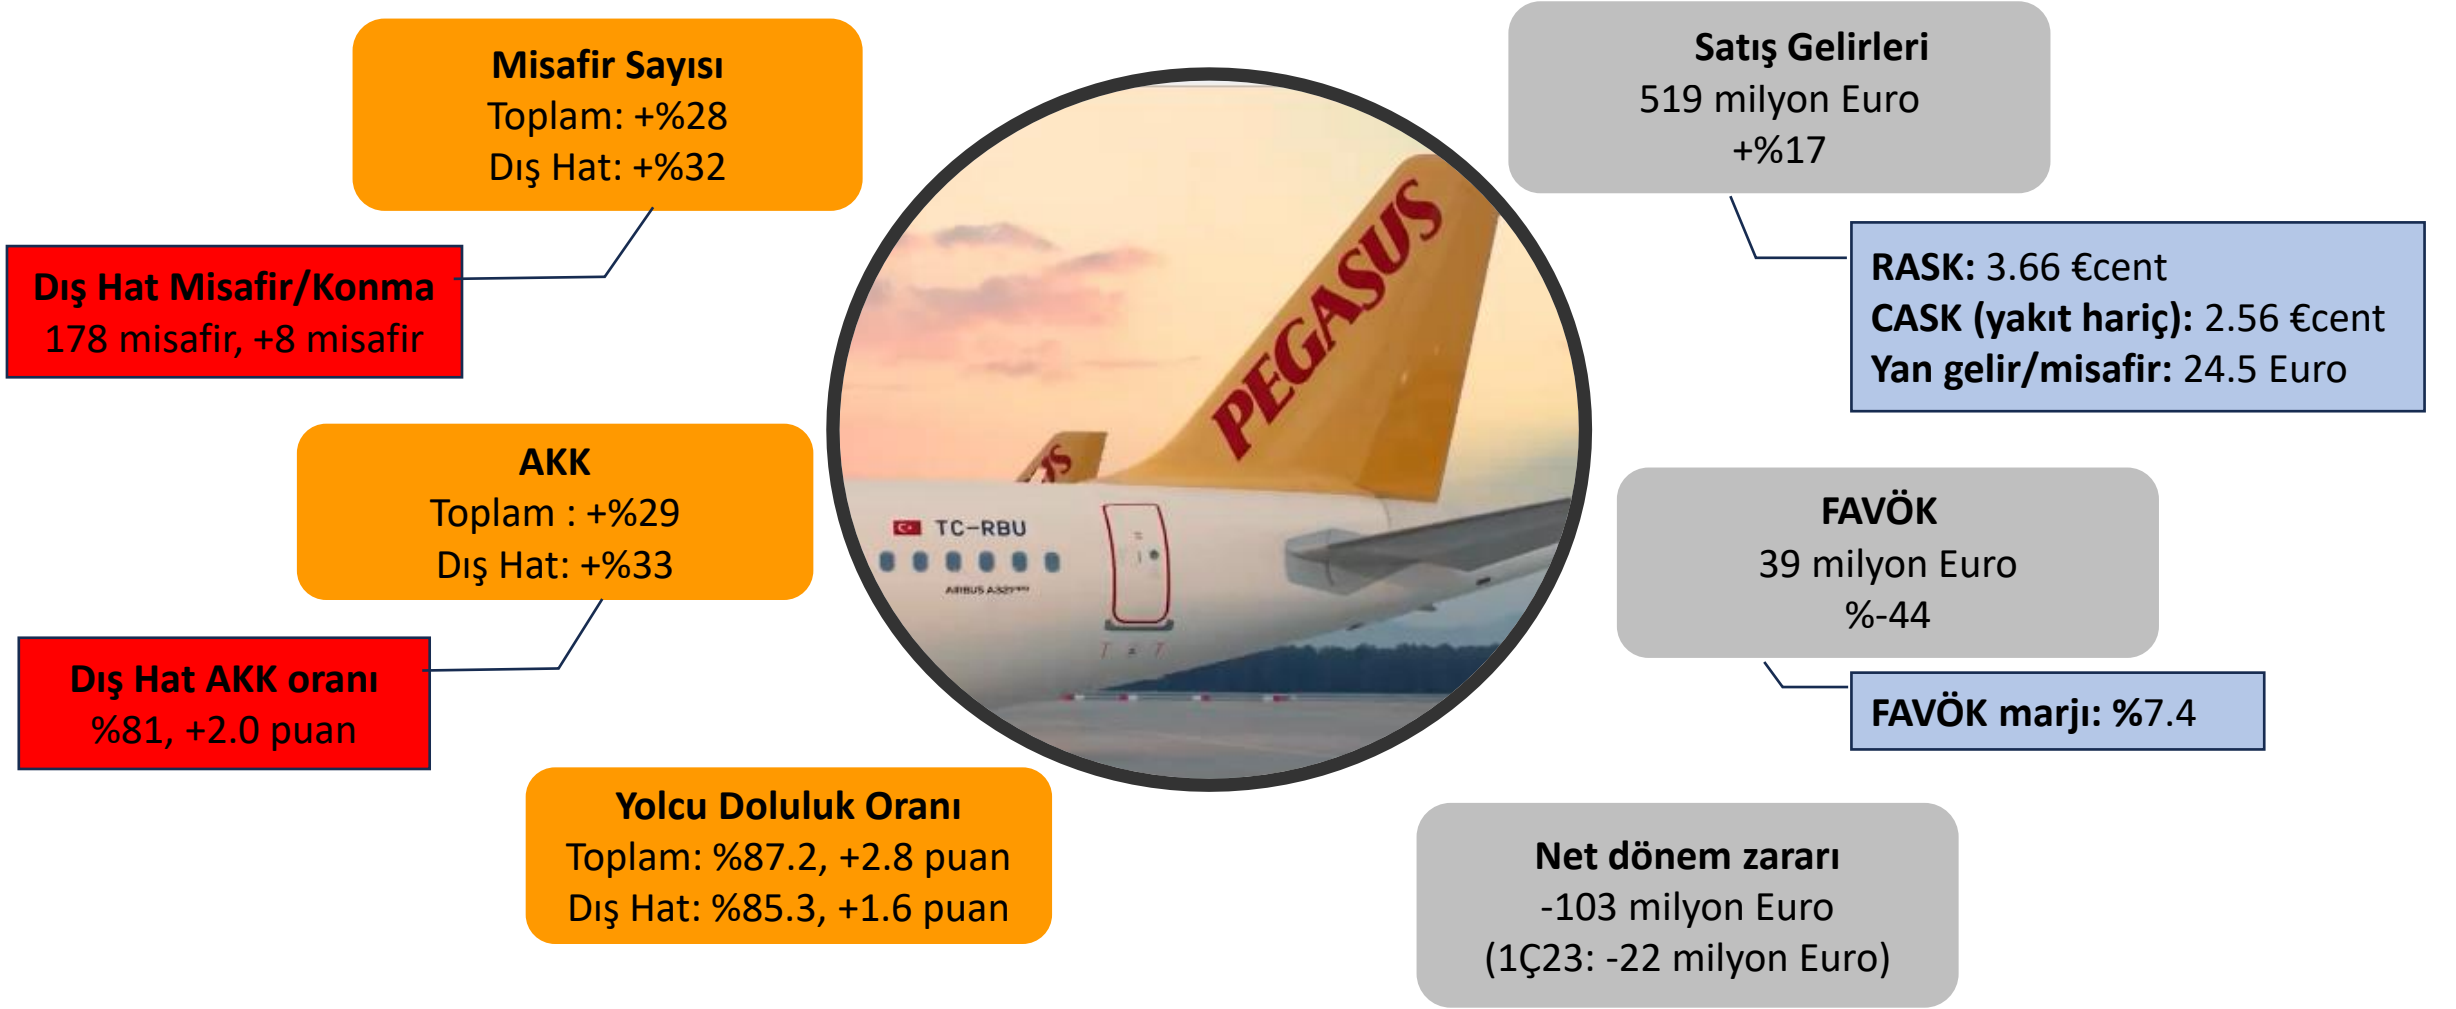 Misafir Sayısı
Toplam: +%28
Dış Hat: +%32
Dış Hat Misafir/Konma
178 misafir, +8 misafir
AKK
Toplam : +%29
Dış Hat: +%33
Dış Hat AKK oranı
%81, +2.0 puan
Yolcu Doluluk Oranı
Toplam: %87.2, +2.8 puan
Dış Hat: %85.3, +1.6 puan
PEGASUS
TC-RBU
AIRBUS
Satış Gelirleri
519 milyon Euro
+%17
RASK: 3.66 €cent
CASK (yakıt hariç): 2.56 €cent
Yan gelir/misafir: 24.5 Euro
FAVÖK
39 milyon Euro
%-44
FAVÖK marjı: %7.4
Net dönem zararı
-103 milyon Euro
(1Ç23: -22 milyon Euro)